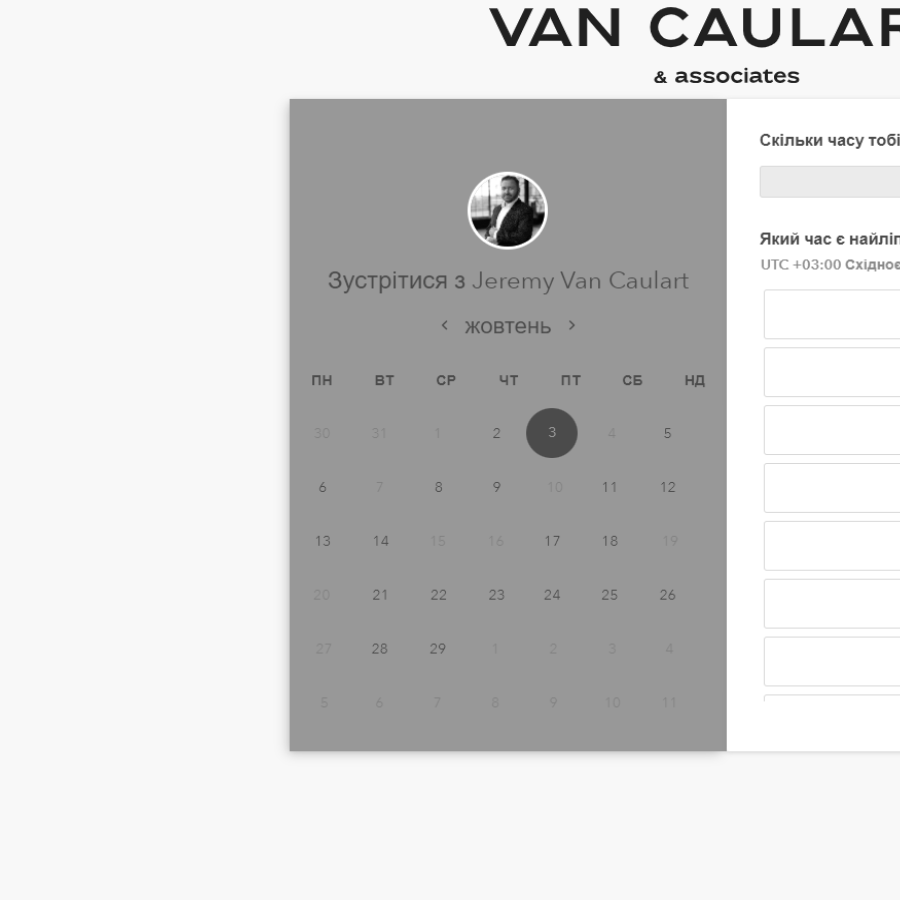 VAN CAULAR
& associates
Скільки часу тобі
Зустрітися з Jeremy Van Caulart
Який час є найліп
UTC +03:00 Східноє
жовтень
ПН ВТ СР ЧТ ПТ СБ НД
30 31 1 2 3 4 5
6 7 8 9 10 11 12
13 14 15 16 17 18 19
20 21 22 23 24 25 26
27 28 29 1 2 3 4
5 6 7 8 9 10 11